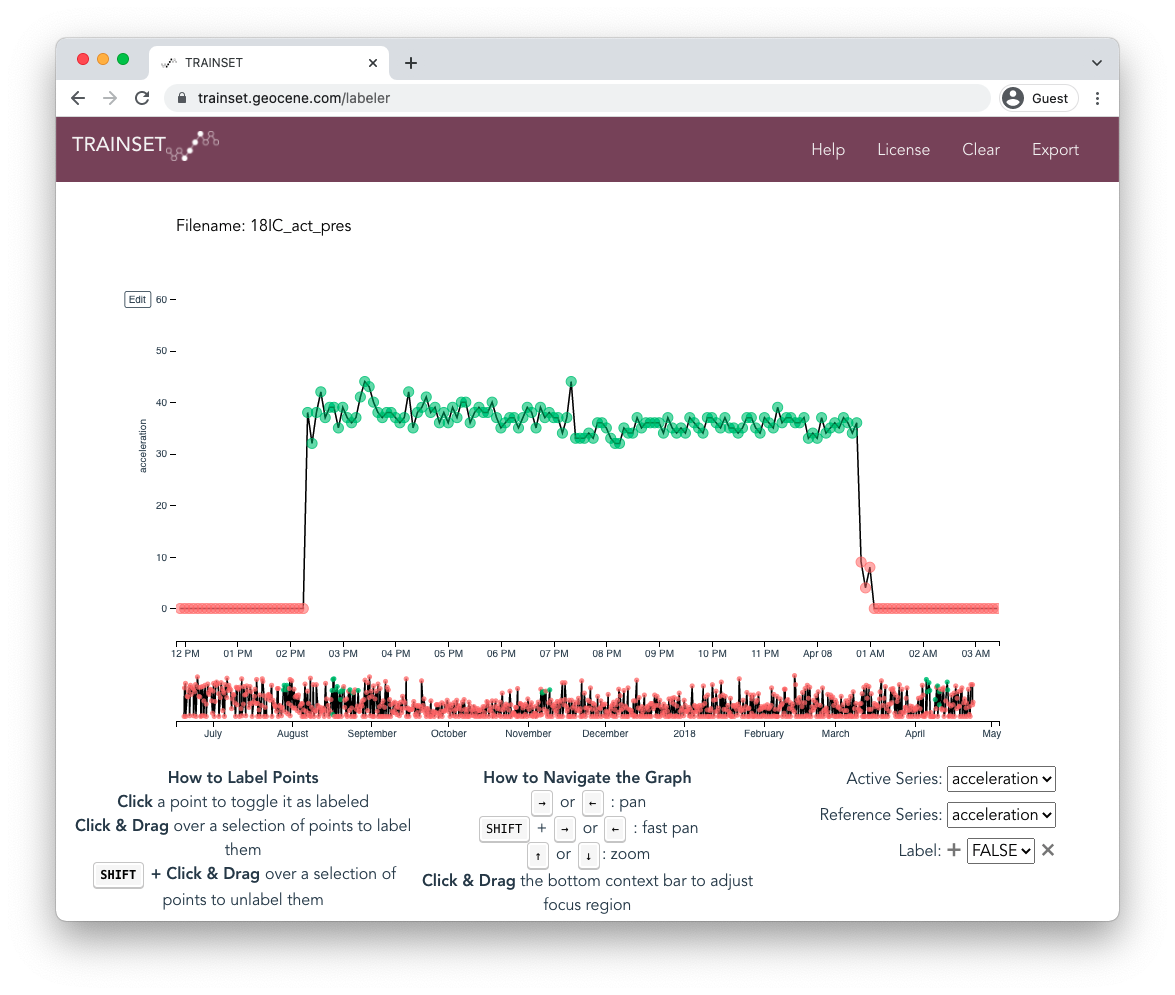 TRAINSET
trainset.geocene.com/labeler
Guest
TRAINSET
Help License Clear Export
Filename: 18IC_act_pres
Edit
60
50
40
30
20
10
0
acceleration
12 PM 01 PM 02 PM 03 PM 04 PM 05 PM 06 PM 07 PM 08 PM 09 PM 10 PM 11 PM Apr 08 01 AM 02 AM 03 AM
July August September October November December 2018 February March April May
How to Label Points
Click a point to toggle it as labeled
Click & Drag over a selection of points to label
them
SHIFT + Click & Drag over a selection of
points to unlabel them
How to Navigate the Graph
→ or ← : pan
SHIFT + → or ← : fast pan
↑ or ↓ : zoom
Click & Drag the bottom context bar to adjust
focus region
Active Series: acceleration
Reference Series: acceleration
Label: + FALSE ×